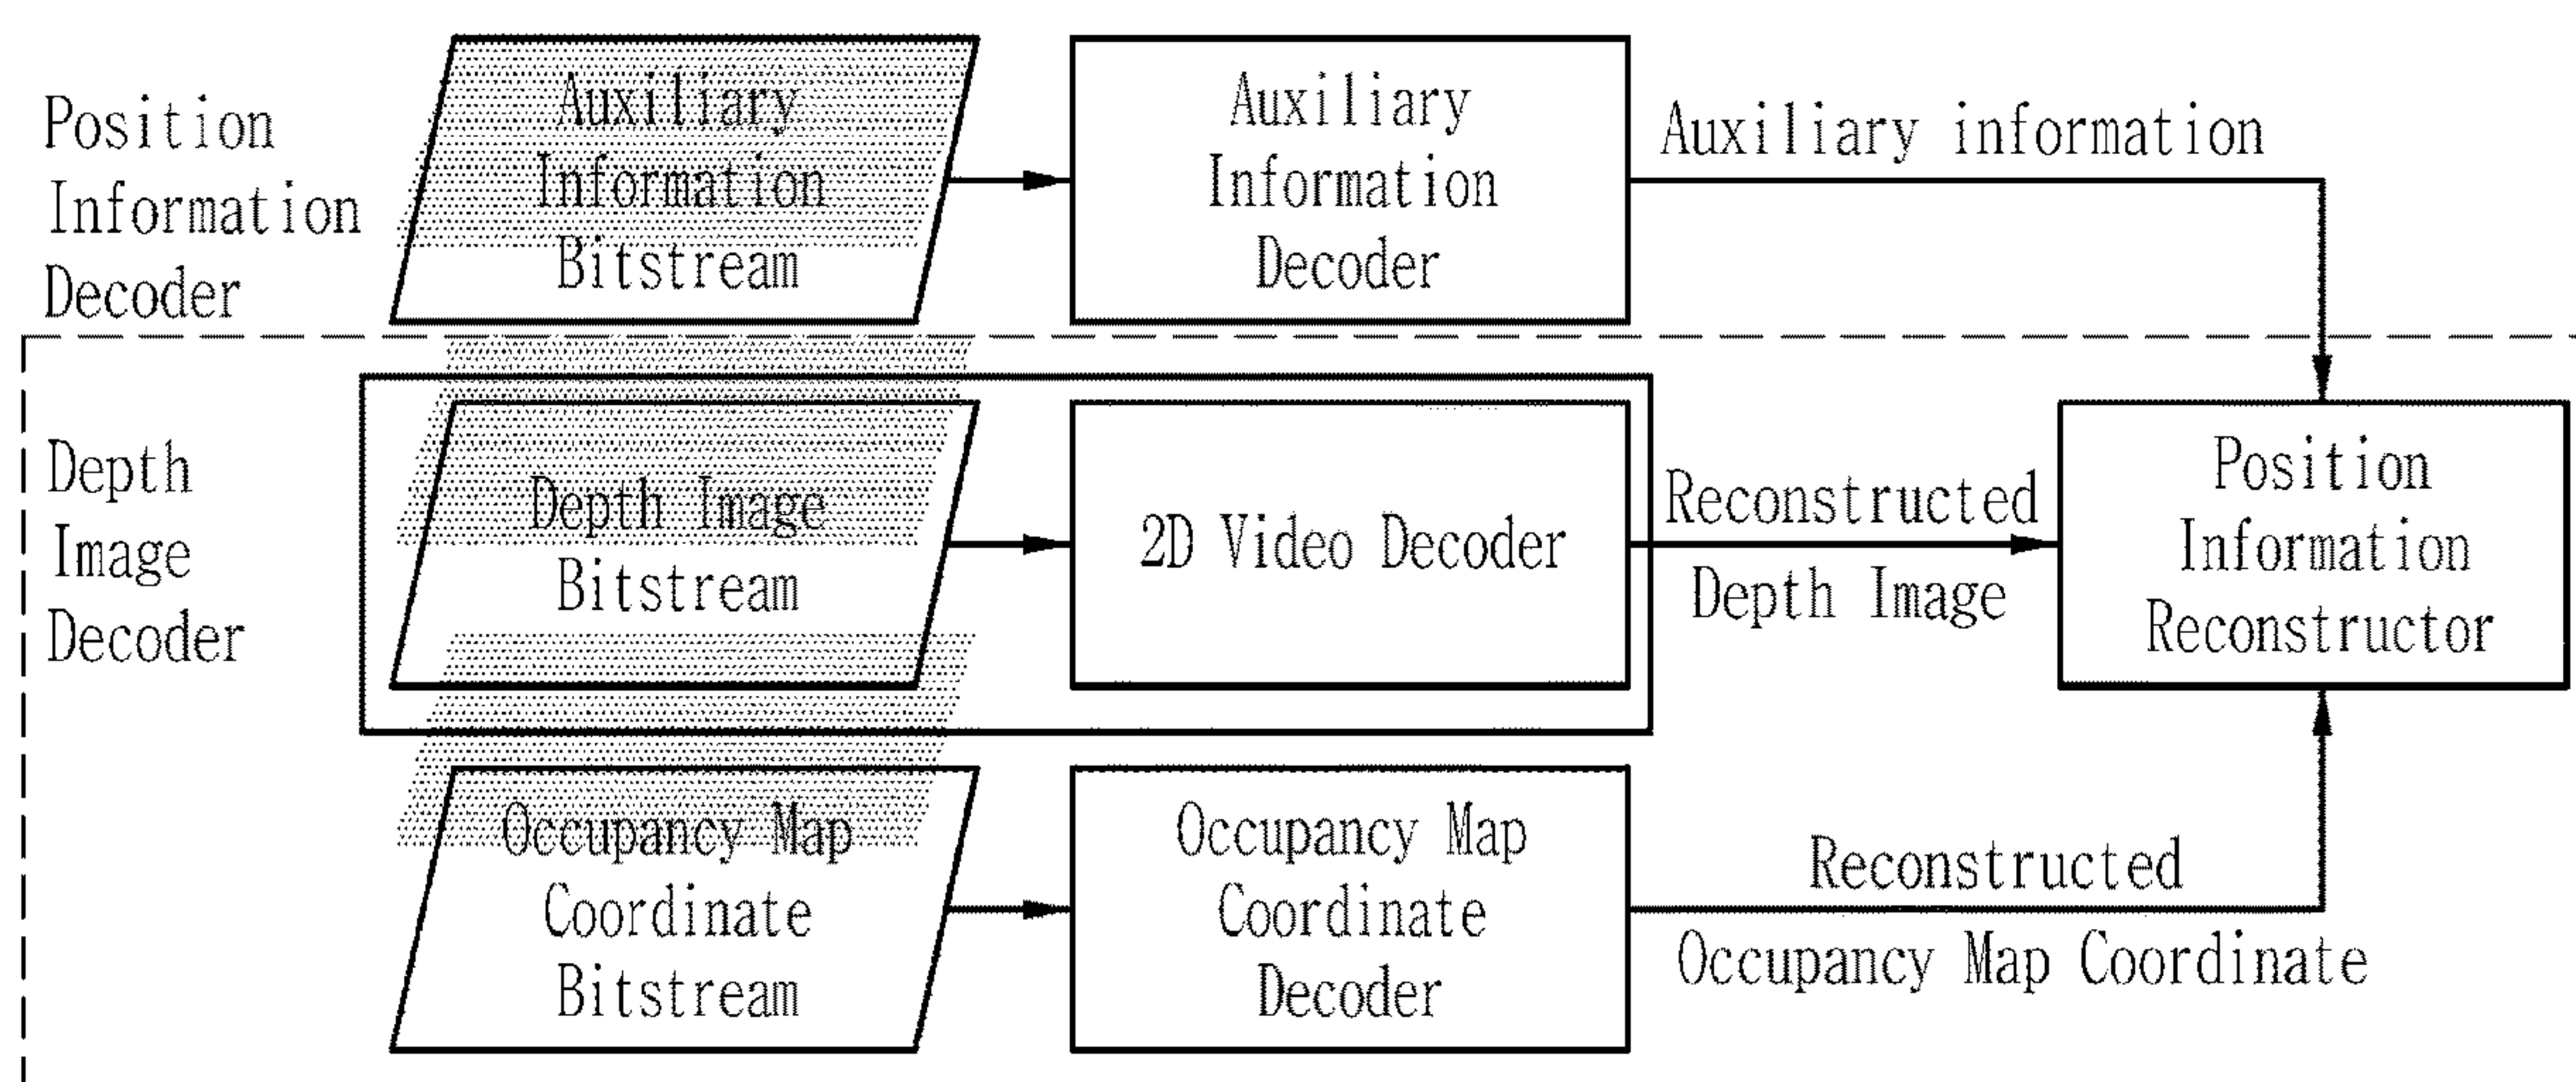 Position
Information
Decoder
Auxiliary
Information
Bitstream
Auxiliary
Information
Decoder
Auxiliary information
Depth
Image
Decoder
Depth Image
Bitstream
2D Video Decoder
Reconstructed
Depth Image
Position
Information
Reconstructor
Occupancy Map
Coordinate
Bitstream
Occupancy Map
Coordinate
Decoder
Reconstructed
Occupancy Map Coordinate